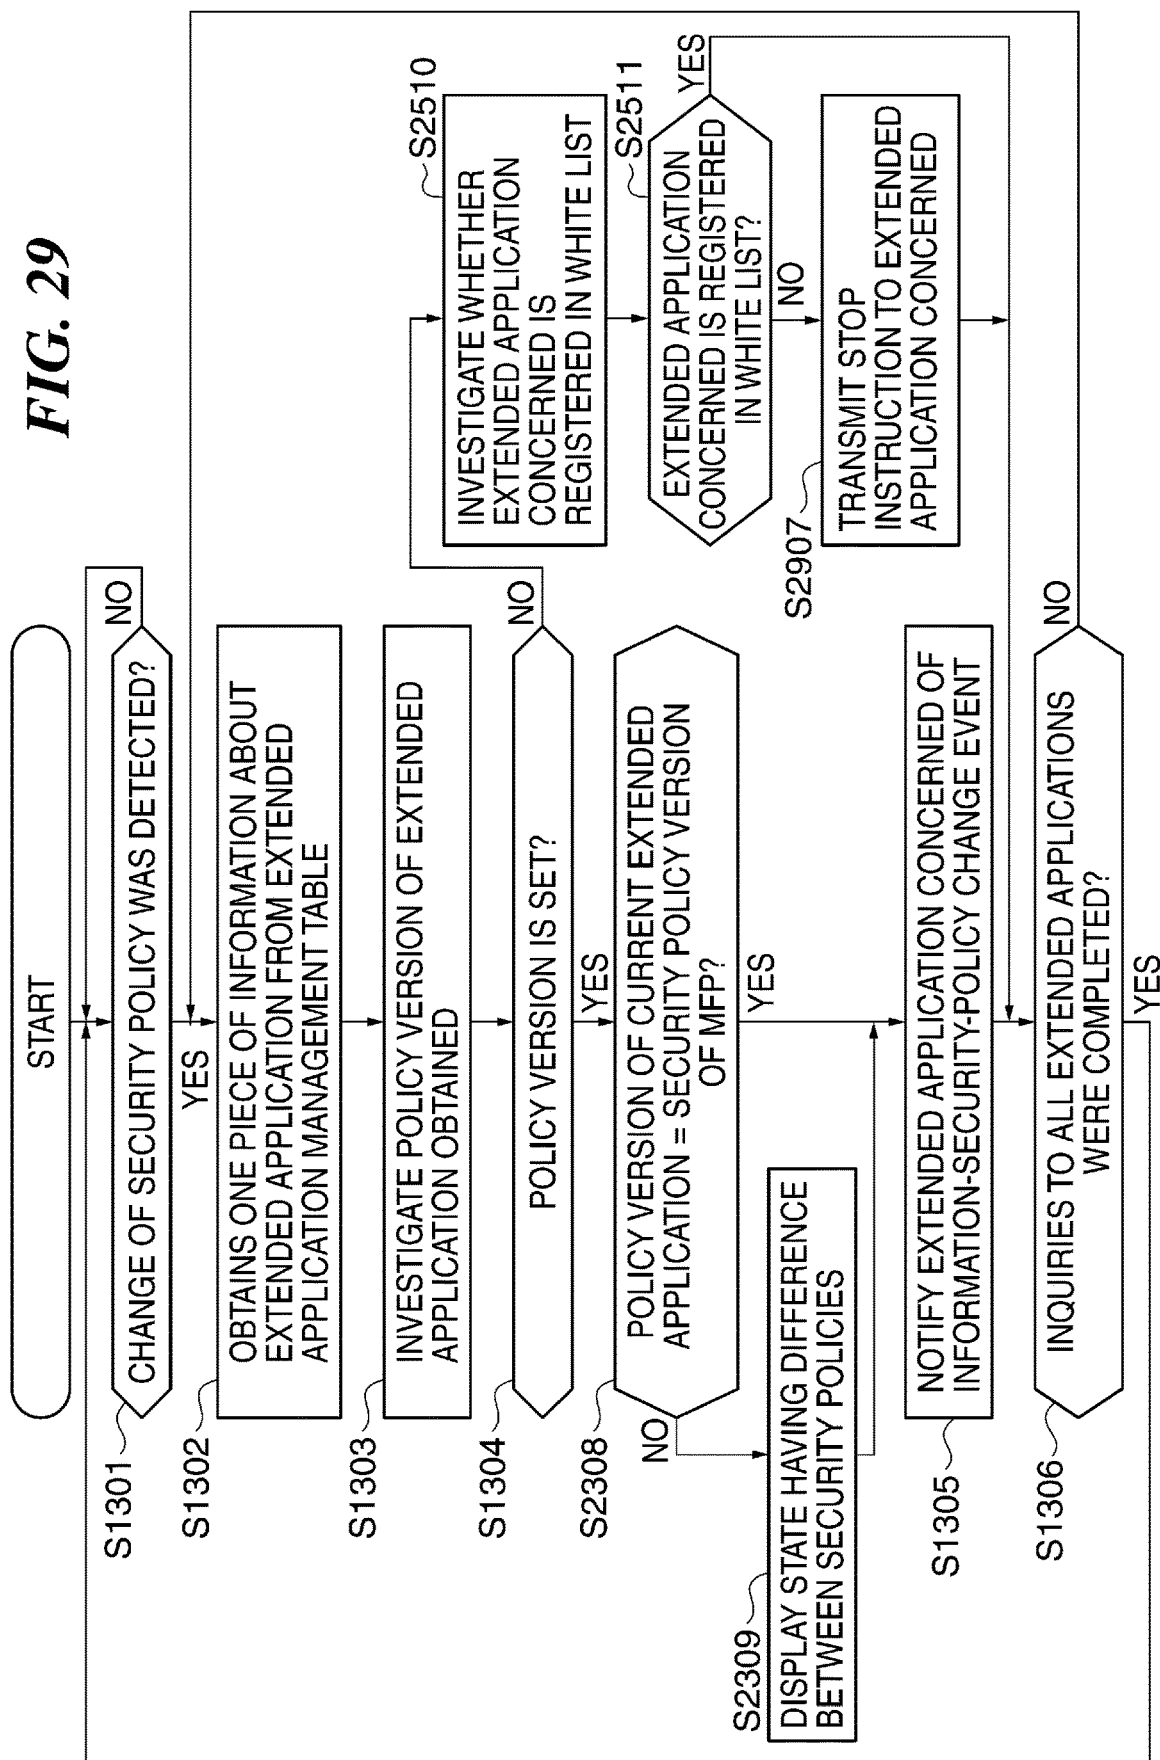 FIG. 29
START
S1301
CHANGE OF SECURITY POLICY WAS DETECTED?
NO
YES
S1302
OBTAINS ONE PIECE OF INFORMATION ABOUT
EXTENDED APPLICATION FROM EXTENDED
APPLICATION MANAGEMENT TABLE
S1303
INVESTIGATE POLICY VERSION OF EXTENDED
APPLICATION OBTAINED
S1304
POLICY VERSION IS SET?
NO
YES
S2510
INVESTIGATE WHETHER
EXTENDED APPLICATION
CONCERNED IS
REGISTERED IN WHITE LIST
S2511
EXTENDED APPLICATION
CONCERNED IS REGISTERED
IN WHITE LIST?
YES
NO
S2907
TRANSMIT STOP
INSTRUCTION TO EXTENDED
APPLICATION CONCERNED
S2308
POLICY VERSION OF CURRENT EXTENDED
APPLICATION = SECURITY POLICY VERSION
OF MFP?
NO
YES
S2309
DISPLAY STATE HAVING DIFFERENCE
BETWEEN SECURITY POLICIES
S1305
NOTIFY EXTENDED APPLICATION CONCERNED OF
INFORMATION-SECURITY-POLICY CHANGE EVENT
S1306
INQUIRIES TO ALL EXTENDED APPLICATIONS
WERE COMPLETED?
NO
YES